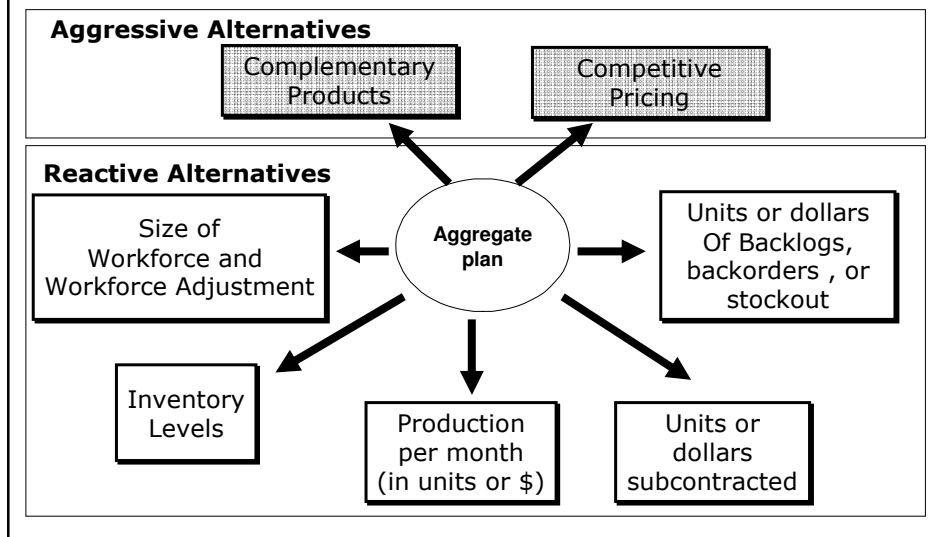 Aggressive Alternatives
Complementary
Products
Competitive
Pricing
Reactive Alternatives
Size of
Workforce and
Workforce Adjustment
Aggregate
plan
Units or dollars
Of Backlogs,
backorders , or
stockout
Inventory
Levels
Production
per month
(in units or $)
Units or
dollars
subcontracted